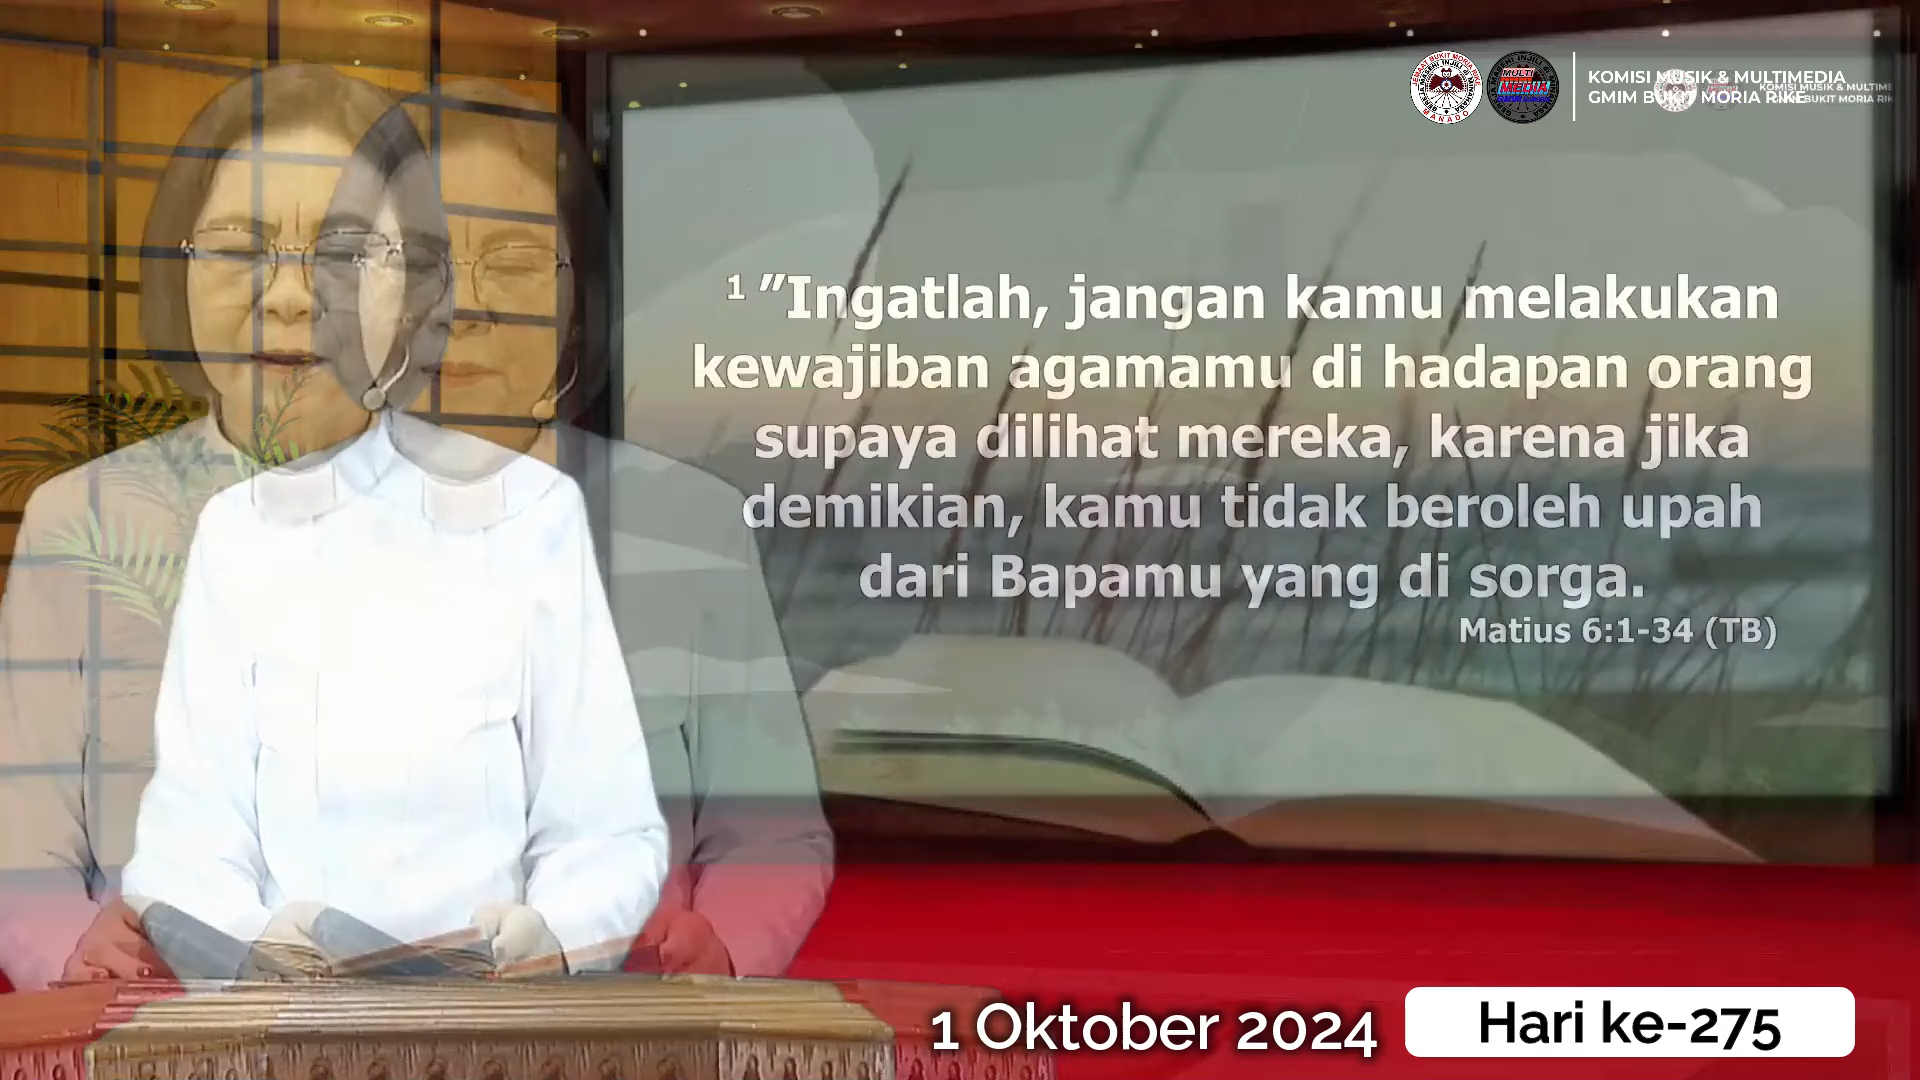 KOMISI MUSIK & MULTIMEDIA
GMIM BUKIT MORIA RIKE
1 ”Ingatlah, jangan kamu melakukan
kewajiban agamamu di hadapan orang
supaya dilihat mereka, karena jika
demikian, kamu tidak beroleh upah
dari Bapamu yang di sorga.
Matius 6:1-34 (TB)
1 Oktober 2024
Hari ke-275